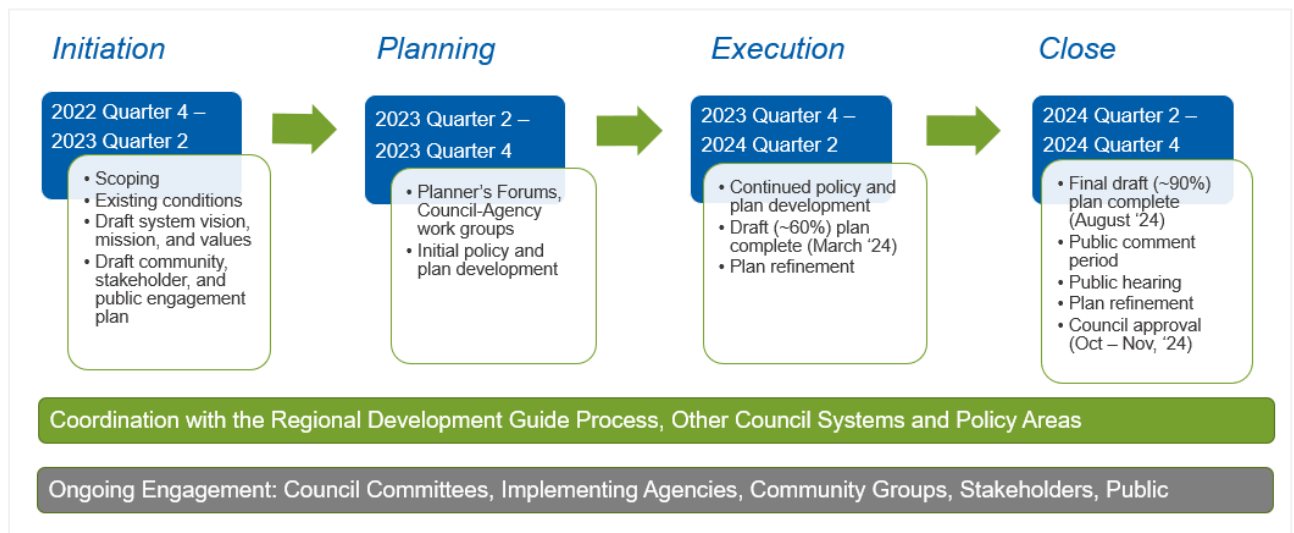 Initiation
2022 Quarter 4 –
2023 Quarter 2
• Scoping
• Existing conditions
• Draft system vision,
mission, and values
• Draft community,
stakeholder, and
public engagement
plan
Planning
2023 Quarter 2 –
2023 Quarter 4
• Planner’s Forums,
Council-Agency
work groups
• Initial policy and
plan development
Execution
2023 Quarter 4 –
2024 Quarter 2
• Continued policy and
plan development
• Draft (~60%) plan
complete (March ‘24)
• Plan refinement
Close
2024 Quarter 2 –
2024 Quarter 4
• Final draft (~90%)
plan complete
(August ‘24)
• Public comment
period
• Public hearing
• Plan refinement
• Council approval
(Oct – Nov, ‘24)
Coordination with the Regional Development Guide Process, Other Council Systems and Policy Areas
Ongoing Engagement: Council Committees, Implementing Agencies, Community Groups, Stakeholders, Public